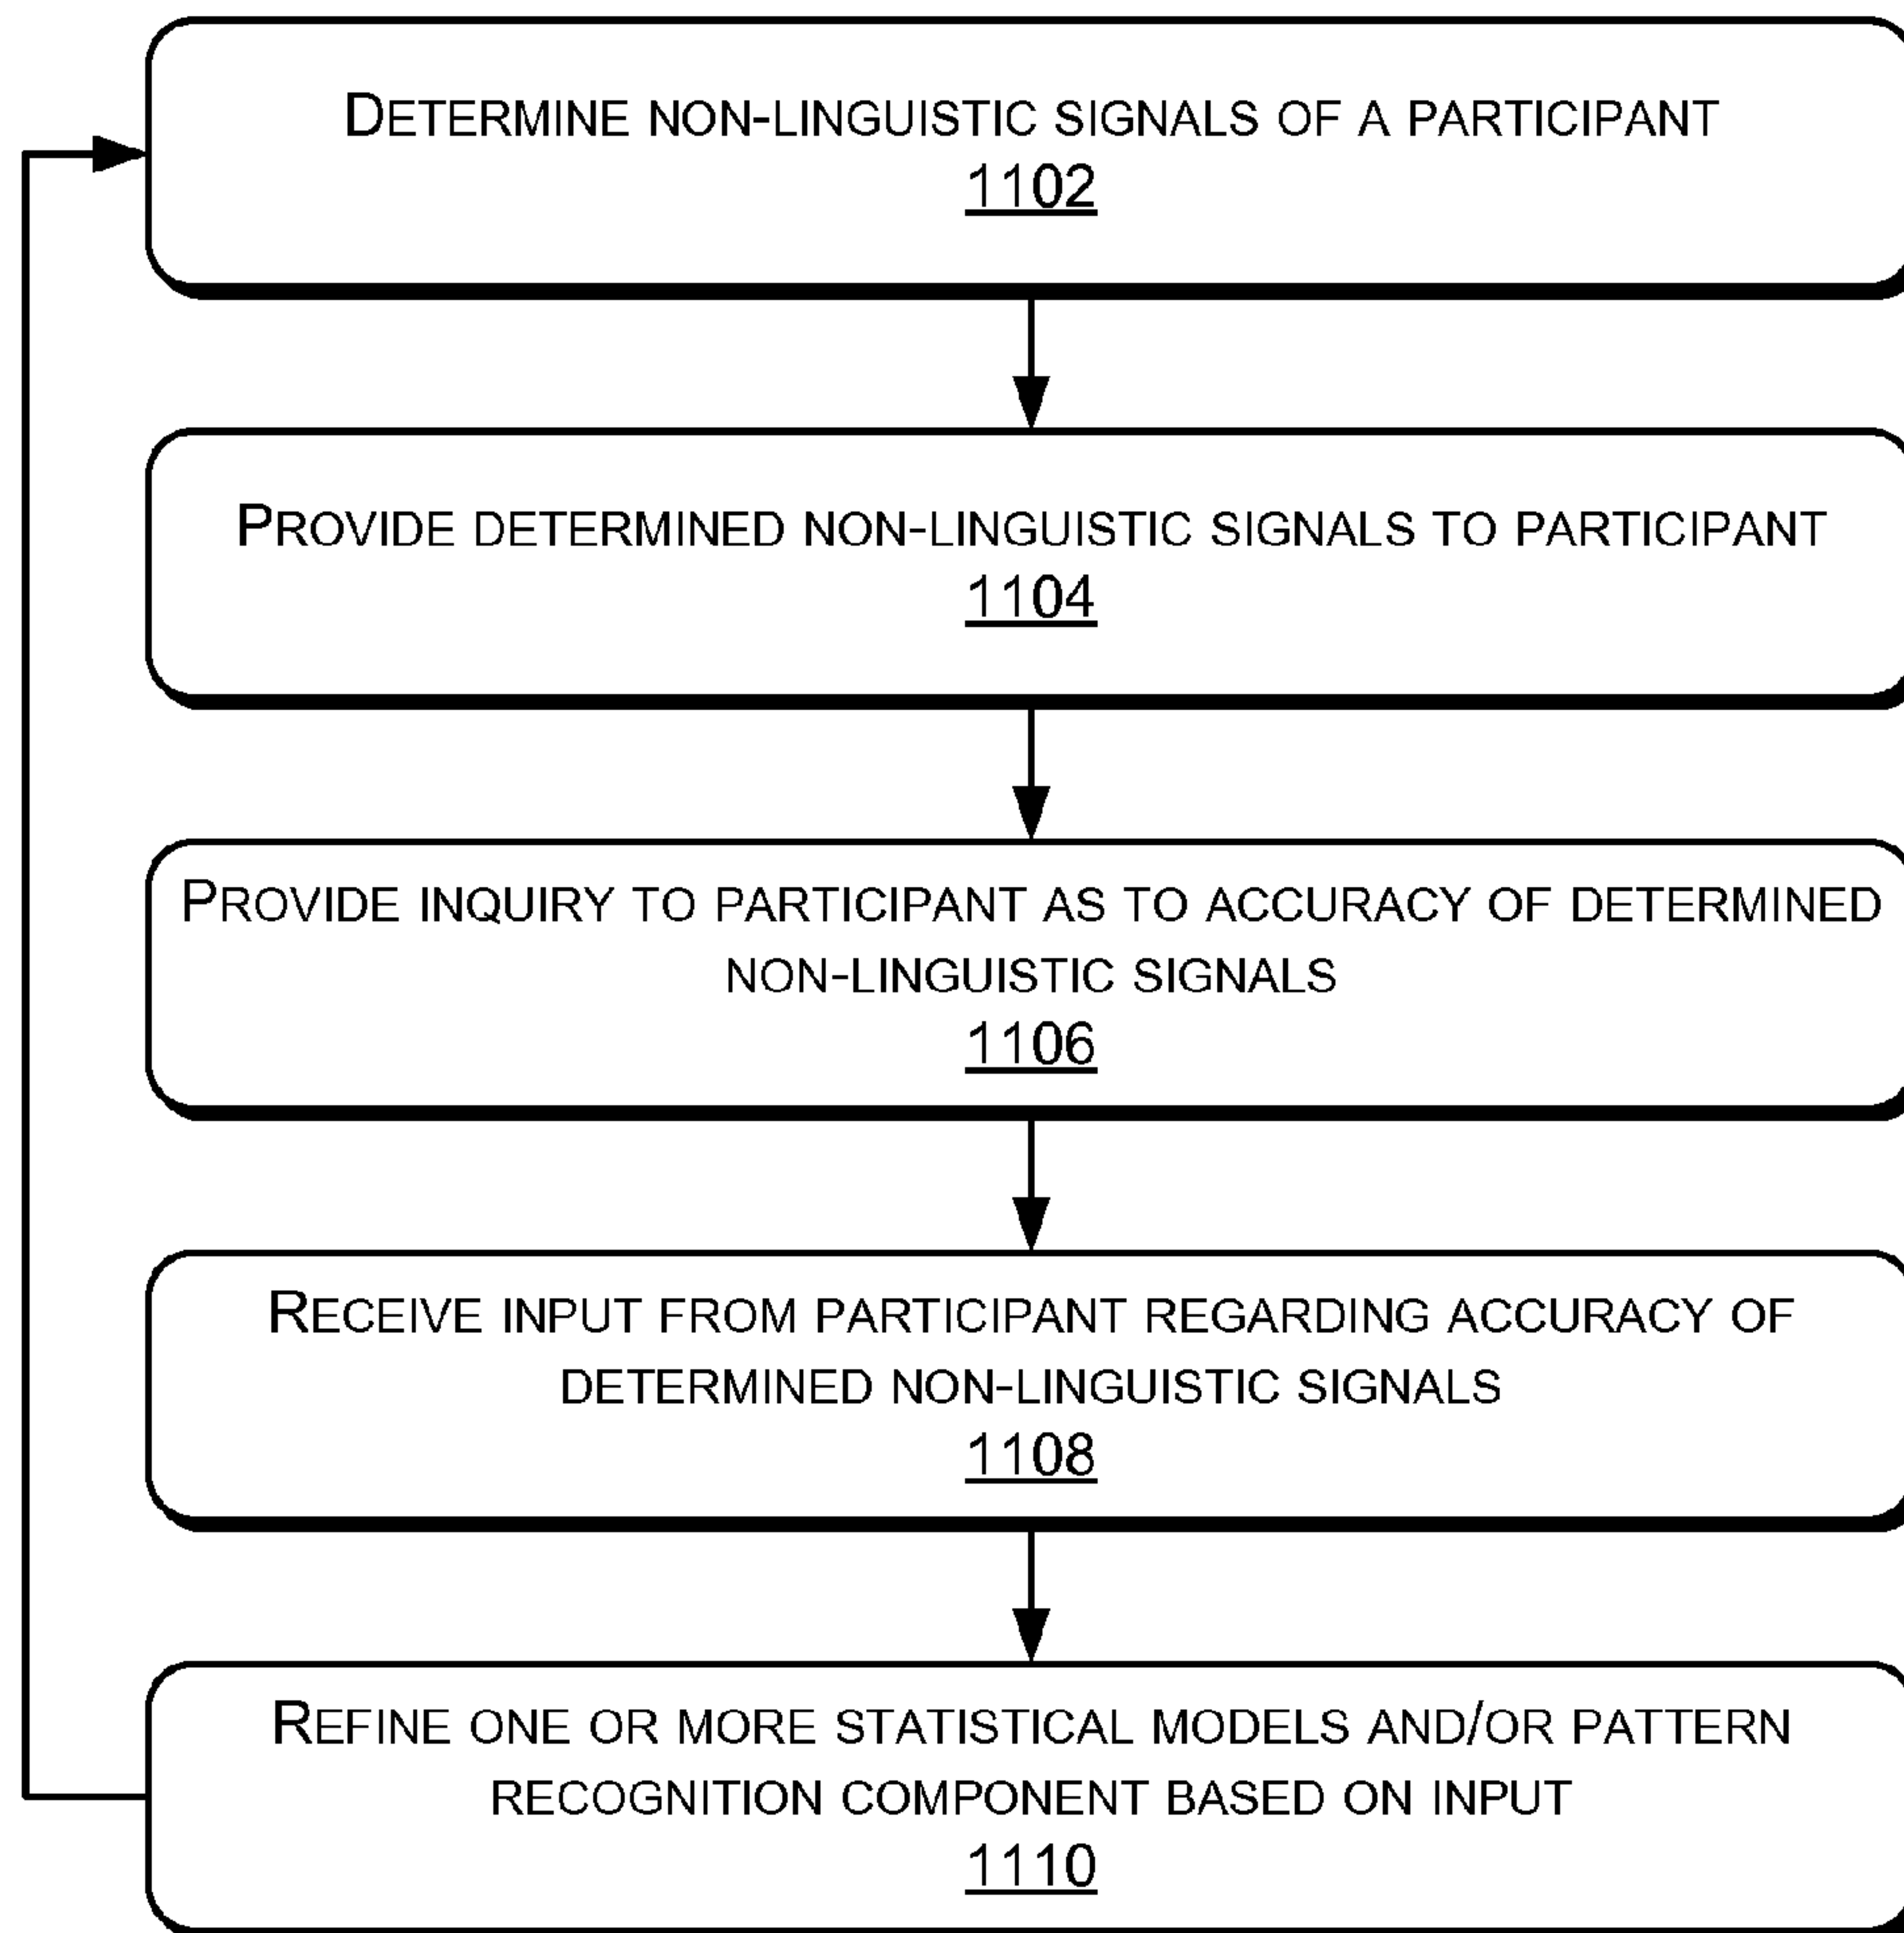 DETERMINE NON-LINGUISTIC SIGNALS OF A PARTICIPANT
1102
PROVIDE DETERMINED NON-LINGUISTIC SIGNALS TO PARTICIPANT
1104
PROVIDE INQUIRY TO PARTICIPANT AS TO ACCURACY OF DETERMINED
NON-LINGUISTIC SIGNALS
1106
RECEIVE INPUT FROM PARTICIPANT REGARDING ACCURACY OF
DETERMINED NON-LINGUISTIC SIGNALS
1108
REFINE ONE OR MORE STATISTICAL MODELS AND/OR PATTERN
RECOGNITION COMPONENT BASED ON INPUT
1110